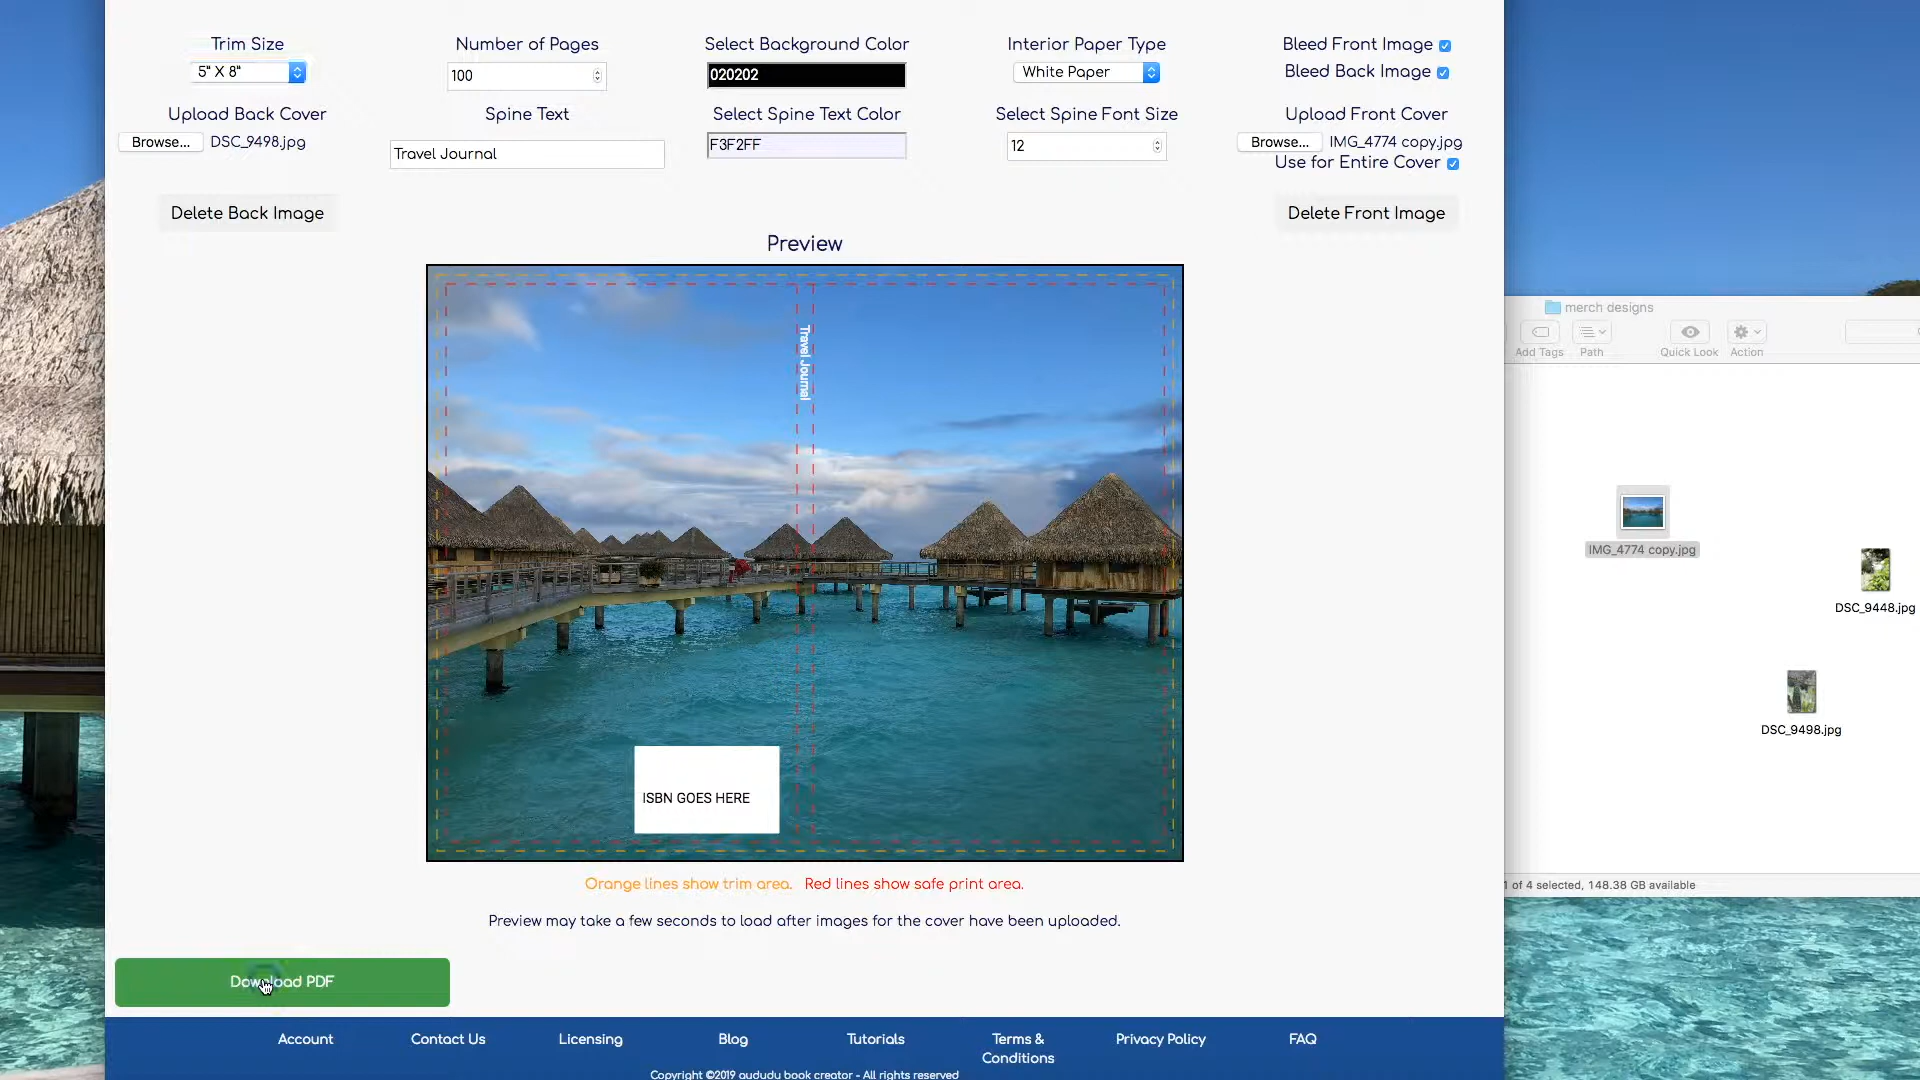 Trim Size
5" X 8"
Number of Pages
100
Select Background Color
020202
Interior Paper Type
White Paper
Bleed Front Image
Bleed Back Image
Upload Back Cover
Browse... DSC_9498.jpg
Spine Text
Travel Journal
Select Spine Text Color
F3F2FF
Select Spine Font Size
12
Upload Front Cover
Browse... IMG_4774 copy.jpg
Use for Entire Cover
Delete Back Image
Delete Front Image
Preview
Travel Journal
ISBN GOES HERE
Orange lines show trim area. Red lines show safe print area.
Preview may take a few seconds to load after images for the cover have been uploaded.
Download PDF
Account
Contact Us
Licensing
Blog
Tutorials
Terms &
Conditions
Privacy Policy
FAQ
Copyright ©2019 aududu book creator - All rights reserved
merch designs
Add Tags
Path
Quick Look
Action
IMG_4774 copy.jpg
DSC_9448.jpg
DSC_9498.jpg
1 of 4 selected, 148.38 GB available